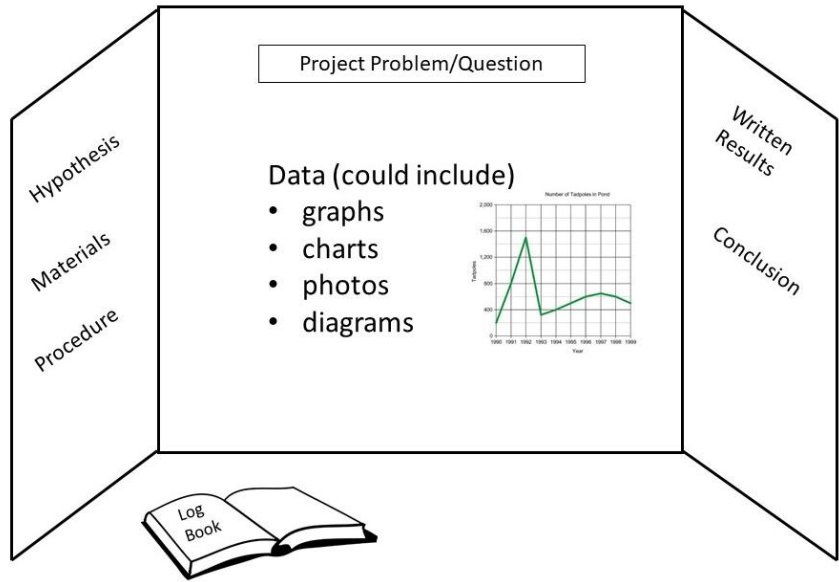 Project Problem/Question
Hypothesis
Materials
Procedure
Data (could include)
• graphs
• charts
• photos
• diagrams
Number of Tadpoles in Pond
2,000
1,600
1,200
800
400
0
Tadpoles
1990 1991 1992 1993 1994 1995 1996 1997 1998 1999
Year
Written
Results
Conclusion
Log
Book